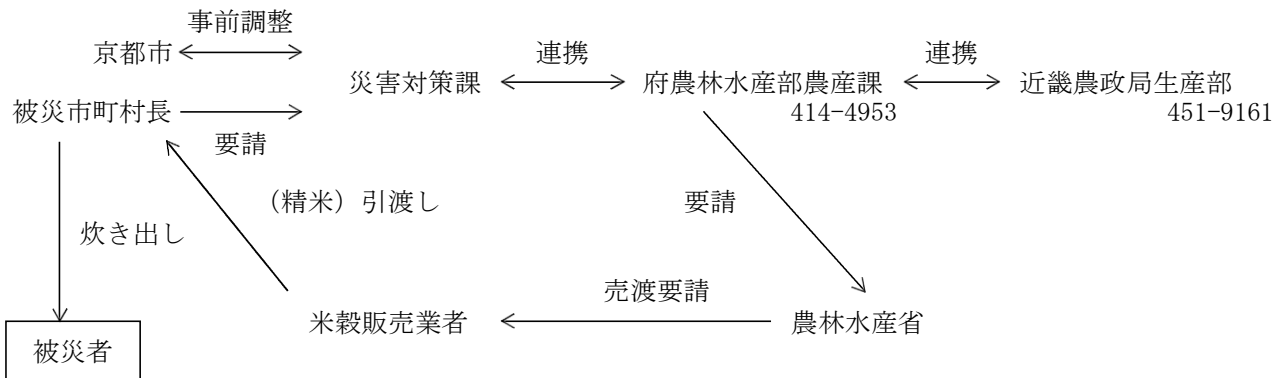 事前調整
京都市
連携
連携
災害対策課
府農林水産部農産課
近畿農政局生産部
被災市町村長
414-4953
451-9161
要請
(精米)引渡し
要請
炊き出し
売渡要請
米穀販売業者
農林水産省
被災者